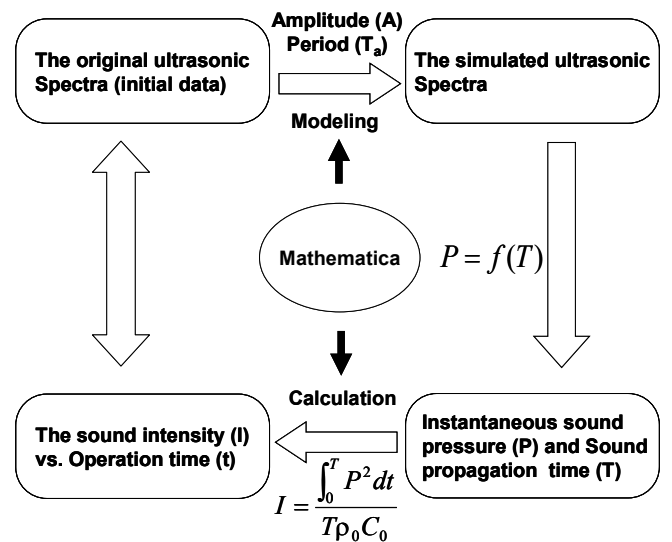 Amplitude (A)
Period (Tₐ)
The original ultrasonic
Spectra (initial data)
The simulated ultrasonic
Spectra
Modeling
Mathematica
P = f(T)
Calculation
The sound intensity (I)
vs. Operation time (t)
Instantaneous sound
pressure (P) and Sound
propagation time (T)
I = ∫₀ᵀ P² dt / Tρ₀C₀